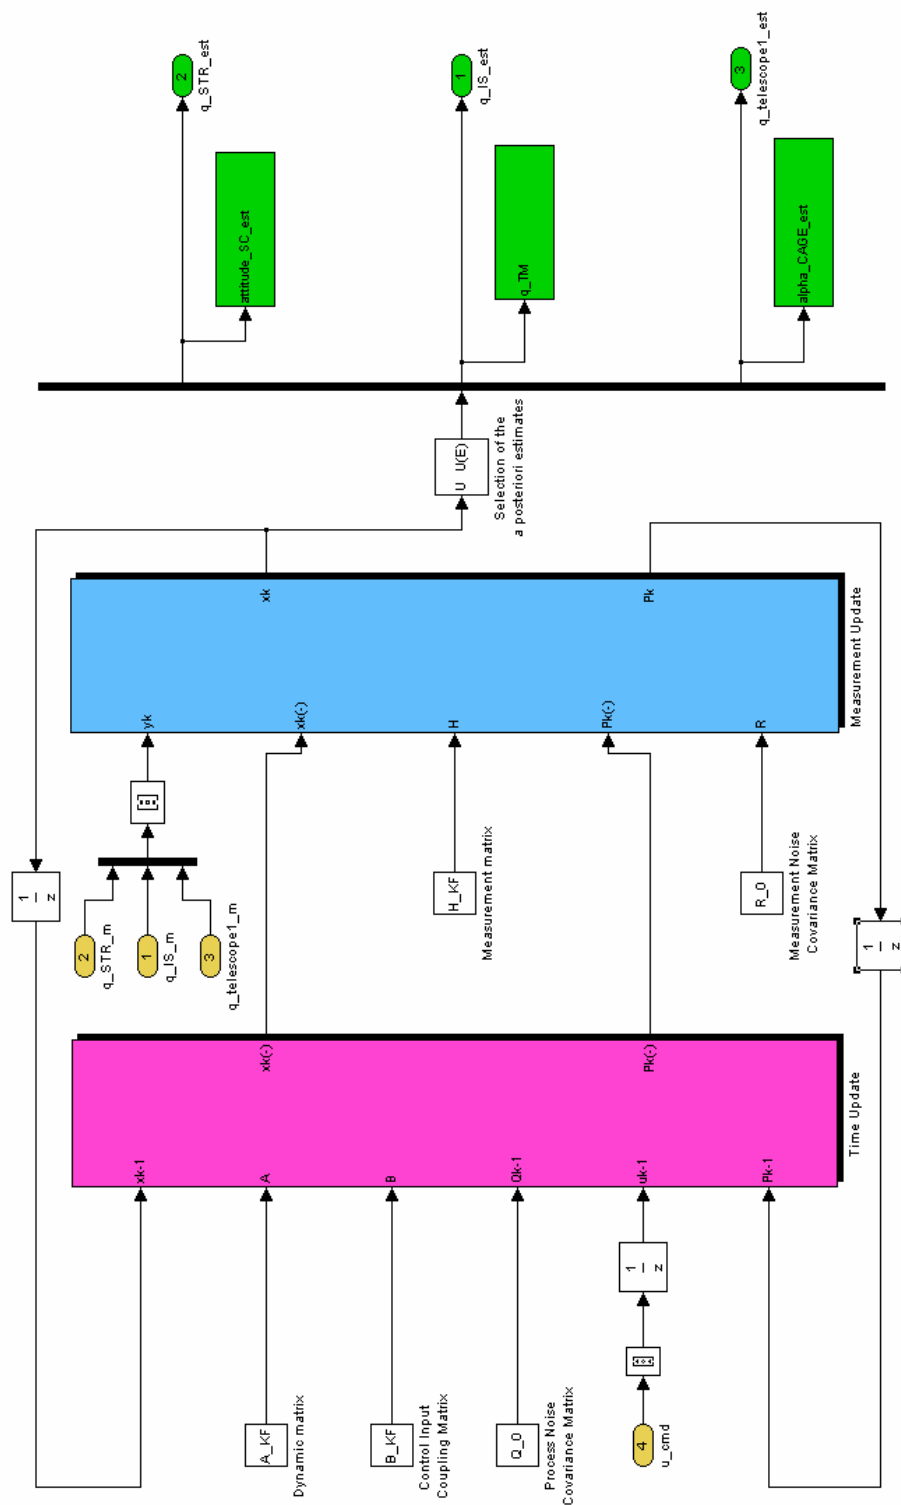 A_KF
Dynamic matrix
B_KF
Control Input
Coupling Matrix
Q_0
Process Noise
Covariance Matrix
4
u_cmd
1
z
xk-1
A
B
Qk-1
uk-1
Pk-1
xk(-)
Pk(-)
Time Update
1
z
2
q_STR_m
1
q_IS_m
3
q_telescope1_m
H_KF
Measurement matrix
R_0
Measurement Noise
Covariance Matrix
1
z
yk
xk(-)
H
Pk(-)
R
xk
Pk
Measurement Update
U U(E)
Selection of the
a posteriori estimates
2
q_STR_est
attitude_SC_est
1
q_IS_est
q_TM
3
q_telescope1_est
alpha_CAGE_est